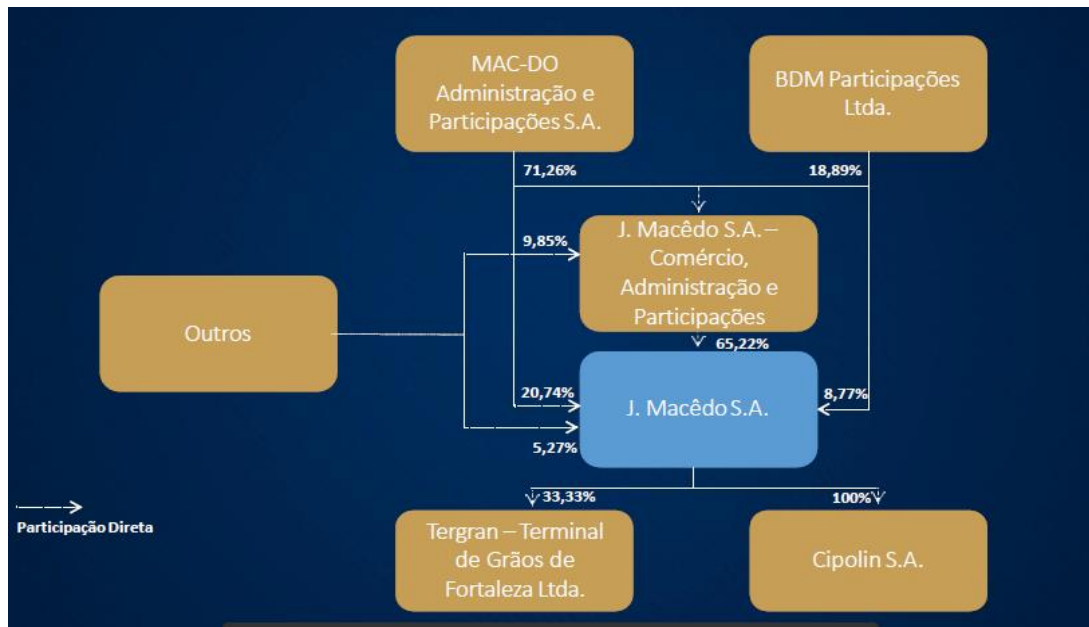 MAC-DO
Administração e
Participações S.A.
BDM Participações
Ltda.
71,26%
18,89%
9,85%
J. Macêdo S.A. –
Comércio,
Administração e
Participações
Outros
65,22%
20,74%
J. Macêdo S.A.
8,77%
5,27%
33,33%
100%
Participação Direta
Tergran – Terminal
de Grãos de
Fortaleza Ltda.
Cipolin S.A.